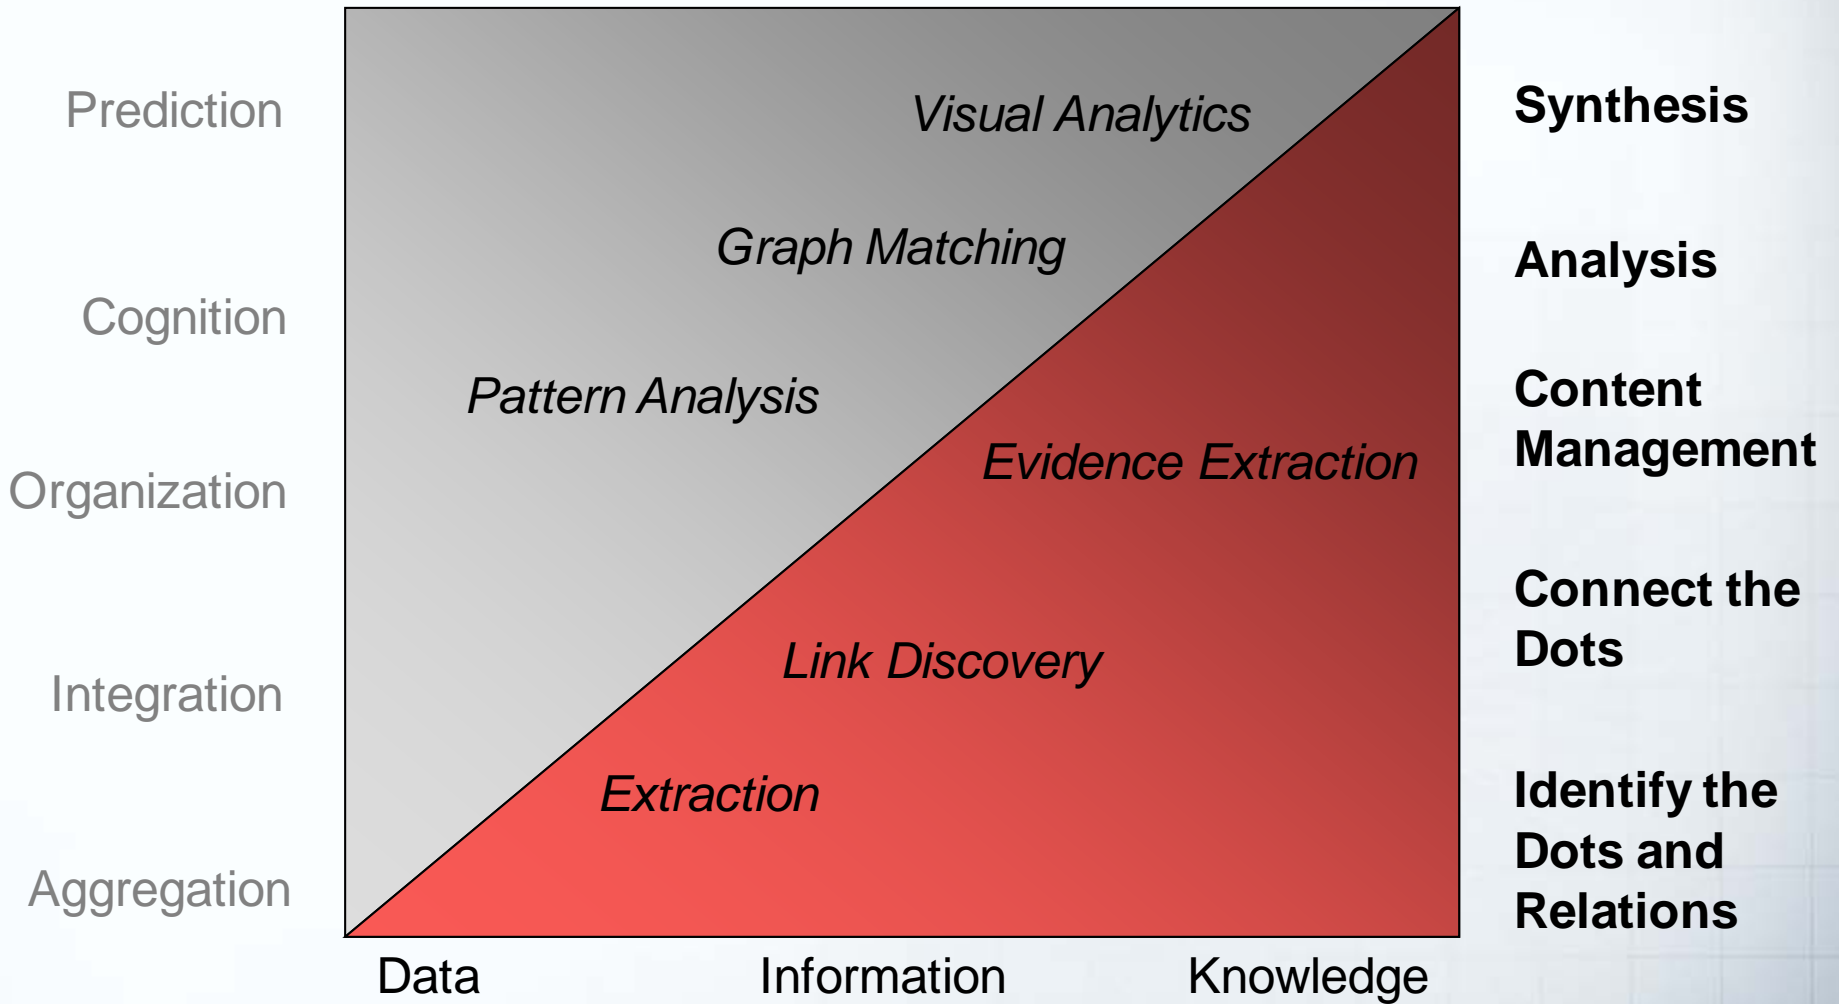 Prediction
Cognition
Organization
Integration
Aggregation
Visual Analytics
Graph Matching
Pattern Analysis
Evidence Extraction
Link Discovery
Extraction
Synthesis
Analysis
Content
Management
Connect the
Dots
Identify the
Dots and
Relations
Data
Information
Knowledge